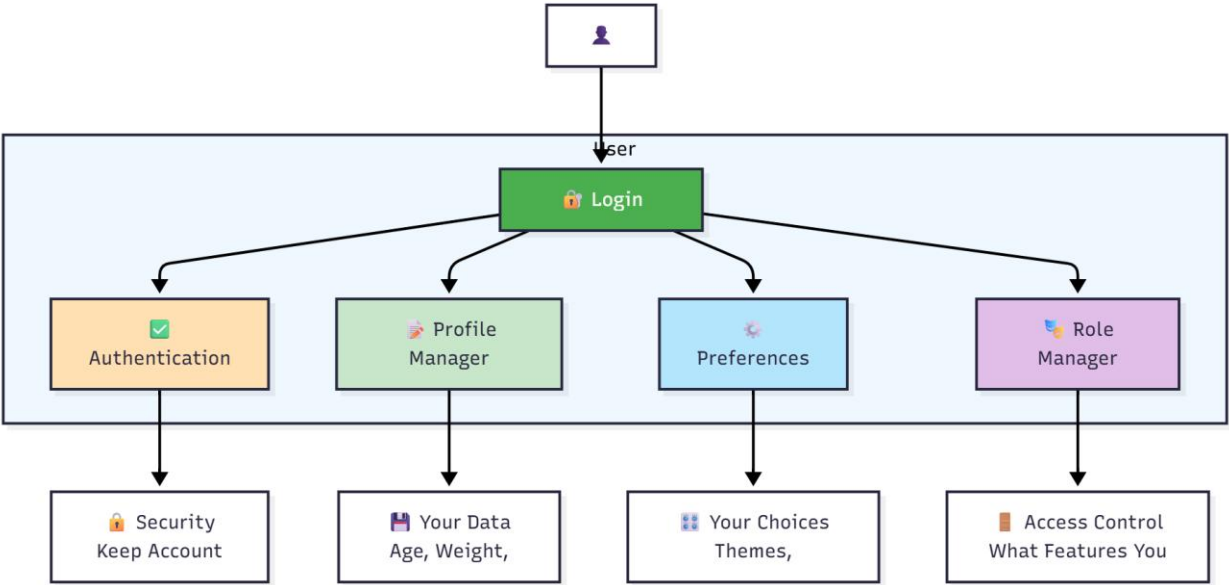 User
Login
Authentication
Profile
Manager
Preferences
Role
Manager
Security
Keep Account
Your Data
Age, Weight,
Your Choices
Themes,
Access Control
What Features You